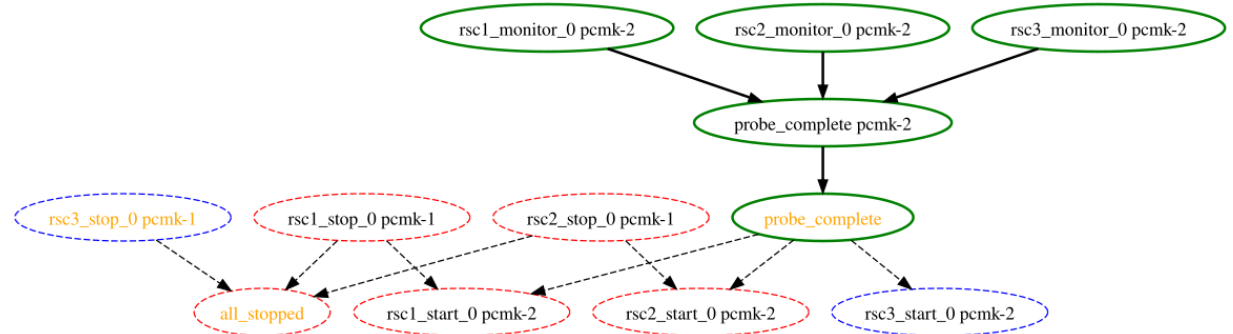 rsc1_monitor_0 pcmk-2
rsc2_monitor_0 pcmk-2
rsc3_monitor_0 pcmk-2
probe_complete pcmk-2
rsc3_stop_0 pcmk-1
rsc1_stop_0 pcmk-1
rsc2_stop_0 pcmk-1
probe_complete
all_stopped
rsc1_start_0 pcmk-2
rsc2_start_0 pcmk-2
rsc3_start_0 pcmk-2